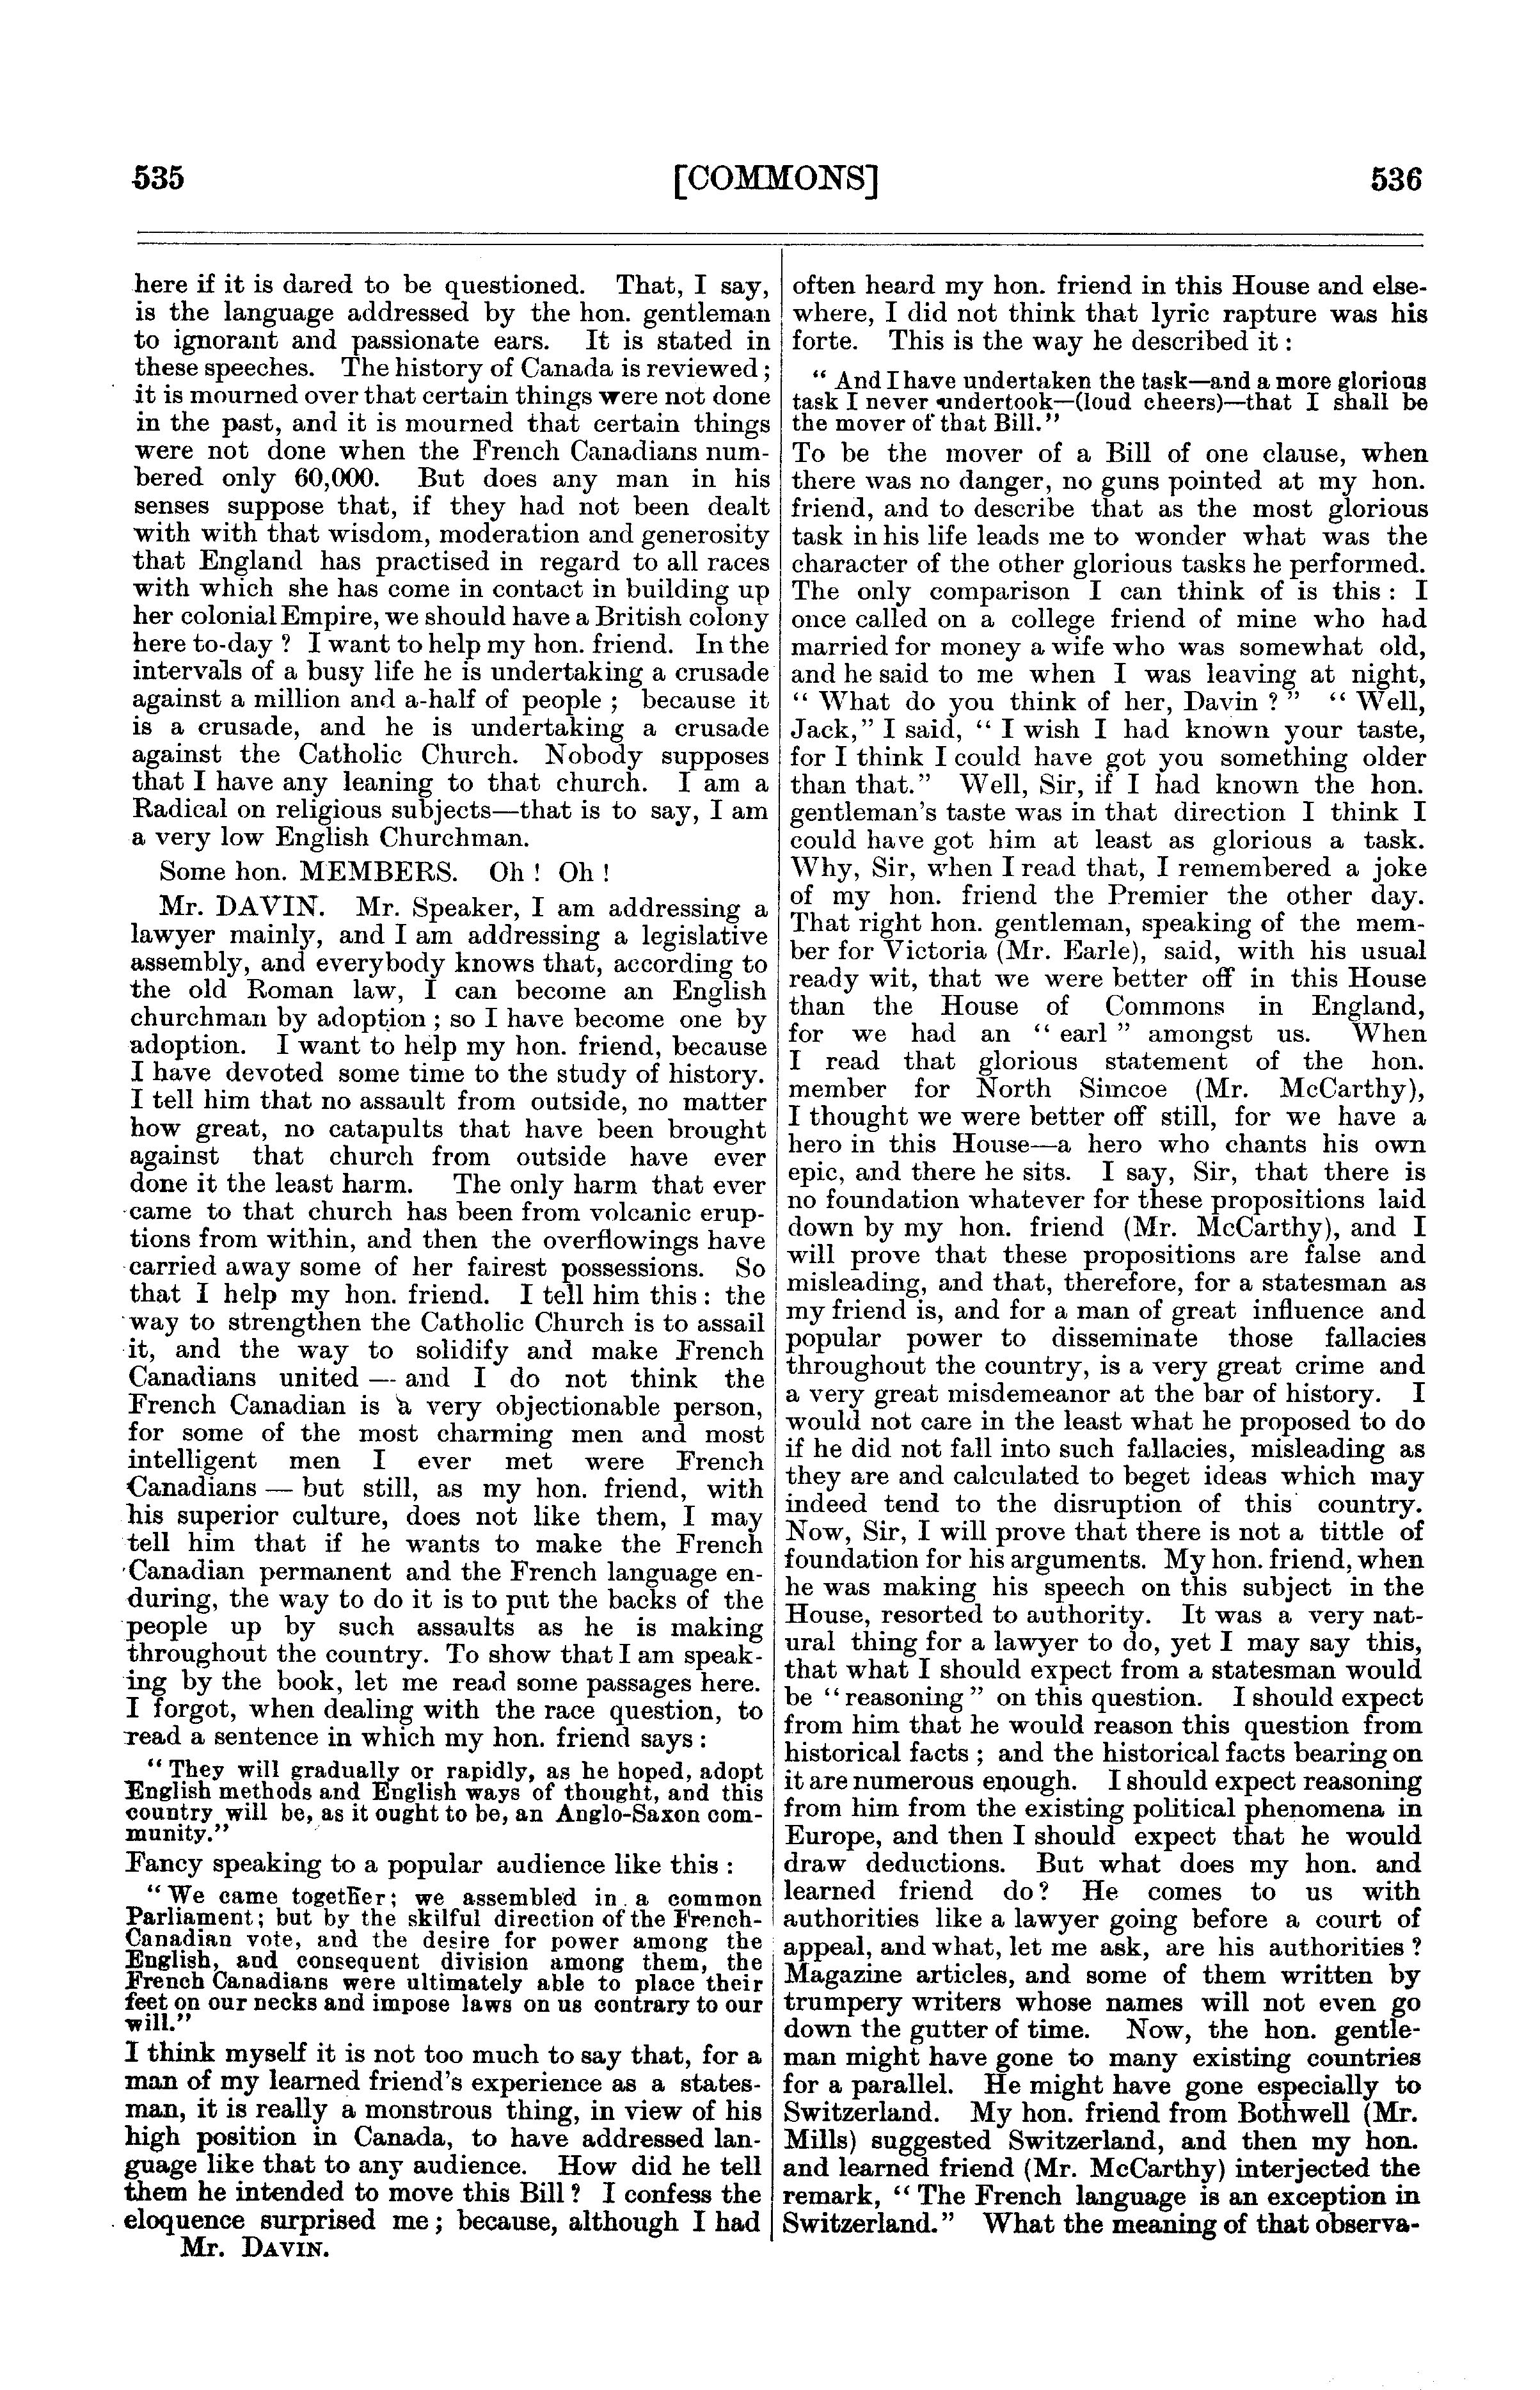 535
[COMMONS]
536
here if it is dared to be questioned. That, I say,
is the language addressed by the hon. gentleman
to ignorant and passionate ears. It is stated in
these speeches. The history of Canada is reviewed;
it is mourned over that certain things were not done
in the past, and it is mourned that certain things
were not done when the French Canadians num-
bered only 60,000. But does any man in his
senses suppose that, if they had not been dealt
with with that wisdom, moderation and generosity
that England has practised in regard to all races
with which she has come in contact in building up
her colonial Empire, we should have a British colony
here to-day ? I want to help my hon. friend. In the
intervals of a busy life he is undertaking a crusade
against a million and a-half of people ; because it
is a crusade, and he is undertaking a crusade
against the Catholic Church. Nobody supposes
that I have any leaning to that church. I am a
Radical on religious subjects—that is to say, I am
a very low English Churchman.
Some hon. MEMBERS. Oh ! Oh !
Mr. DAVIN. Mr. Speaker, I am addressing a
lawyer mainly, and I am addressing a legislative
assembly, and everybody knows that, according to
the old Roman law, I can become an English
churchman by adoption ; so I have become one by
adoption. I want to help my hon. friend, because
I have devoted some time to the study of history.
I tell him that no assault from outside, no matter
how great, no catapults that have been brought
against that church from outside have ever
done it the least harm. The only harm that ever
came to that church has been from volcanic erup-
tions from within, and then the overflowings have
carried away some of her fairest possessions. So
that I help my hon. friend. I tell him this : the
way to strengthen the Catholic Church is to assail
it, and the way to solidify and make French
Canadians united — and I do not think the
French Canadian is a very objectionable person,
for some of the most charming men and most
intelligent men I ever met were French
Canadians — but still, as my hon. friend, with
his superior culture, does not like them, I may
tell him that if he wants to make the French
Canadian permanent and the French language en-
during, the way to do it is to put the backs of the
people up by such assaults as he is making
throughout the country. To show that I am speak-
ing by the book, let me read some passages here.
I forgot, when dealing with the race question, to
read a sentence in which my hon. friend says :
" They will gradually or rapidly, as he hoped, adopt
English methods and English ways of thought, and this
country will be, as it ought to be, an Anglo-Saxon com-
munity."
Fancy speaking to a popular audience like this :
" We came together; we assembled in a common
Parliament; but by the skilful direction of the French-
Canadian vote, and the desire for power among the
English, and consequent division among them, the
French Canadians were ultimately able to place their
feet on our necks and impose laws on us contrary to our
will."
I think myself it is not too much to say that, for a
man of my learned friend's experience as a states-
man, it is really a monstrous thing, in view of his
high position in Canada, to have addressed lan-
guage like that to any audience. How did he tell
them he intended to move this Bill ? I confess the
eloquence surprised me; because, although I had
Mr. DAVIN.
often heard my hon. friend in this House and else-
where, I did not think that lyric rapture was his
forte. This is the way he described it :
" And I have undertaken the task—and a more glorious
task I never undertook—(loud cheers)—that I shall be
the mover of that Bill."
To be the mover of a Bill of one clause, when
there was no danger, no guns pointed at my hon.
friend, and to describe that as the most glorious
task in his life leads me to wonder what was the
character of the other glorious tasks he performed.
The only comparison I can think of is this : I
once called on a college friend of mine who had
married for money a wife who was somewhat old,
and he said to me when I was leaving at night,
" What do you think of her, Davin ? " " Well,
Jack," I said, " I wish I had known your taste,
for I think I could have got you something older
than that." Well, Sir, if I had known the hon.
gentleman's taste was in that direction I think I
could have got him at least as glorious a task.
Why, Sir, when I read that, I remembered a joke
of my hon. friend the Premier the other day.
That right hon. gentleman, speaking of the mem-
ber for Victoria (Mr. Earle), said, with his usual
ready wit, that we were better off in this House
than the House of Commons in England,
for we had an " earl " amongst us. When
I read that glorious statement of the hon.
member for North Simcoe (Mr. McCarthy),
I thought we were better off still, for we have a
hero in this House—a hero who chants his own
epic, and there he sits. I say, Sir, that there is
no foundation whatever for these propositions laid
down by my hon. friend (Mr. McCarthy), and I
will prove that these propositions are false and
misleading, and that, therefore, for a statesman as
my friend is, and for a man of great influence and
popular power to disseminate those fallacies
throughout the country, is a very great crime and
a very great misdemeanor at the bar of history. I
would not care in the least what he proposed to do
if he did not fall into such fallacies, misleading as
they are and calculated to beget ideas which may
indeed tend to the disruption of this country.
Now, Sir, I will prove that there is not a tittle of
foundation for his arguments. My hon. friend, when
he was making his speech on this subject in the
House, resorted to authority. It was a very nat-
ural thing for a lawyer to do, yet I may say this,
that what I should expect from a statesman would
be " reasoning " on this question. I should expect
from him that he would reason this question from
historical facts ; and the historical facts bearing on
it are numerous enough. I should expect reasoning
from him from the existing political phenomena in
Europe, and then I should expect that he would
draw deductions. But what does my hon. and
learned friend do? He comes to us with
authorities like a lawyer going before a court of
appeal, and what, let me ask, are his authorities ?
Magazine articles, and some of them written by
trumpery writers whose names will not even go
down the gutter of time. Now, the hon. gentle-
man might have gone to many existing countries
for a parallel. He might have gone especially to
Switzerland. My hon. friend from Bothwell (Mr.
Mills) suggested Switzerland, and then my hon.
and learned friend (Mr. McCarthy) interjected the
remark, " The French language is an exception in
Switzerland." What the meaning of that observa-